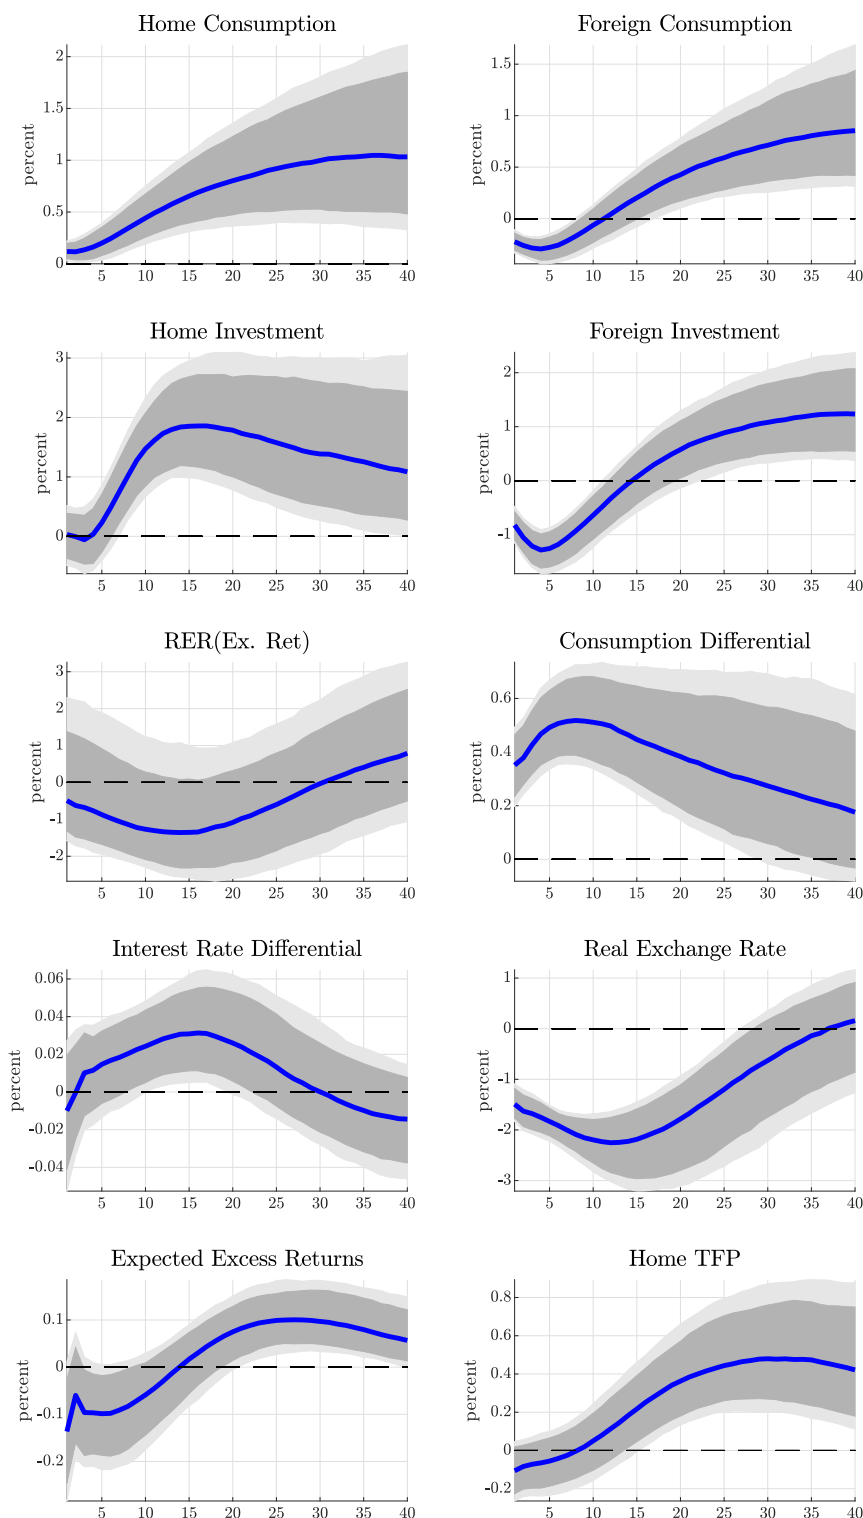 Home Consumption
percent
2
1.5
1
0.5
0
5 10 15 20 25 30 35 40
Foreign Consumption
percent
1.5
1
0.5
0
5 10 15 20 25 30 35 40
Home Investment
percent
3
2
1
0
5 10 15 20 25 30 35 40
Foreign Investment
percent
2
1
0
-1
5 10 15 20 25 30 35 40
RER(Ex. Ret)
percent
3
2
1
0
-1
-2
5 10 15 20 25 30 35 40
Consumption Differential
percent
0.6
0.4
0.2
0
5 10 15 20 25 30 35 40
Interest Rate Differential
percent
0.06
0.04
0.02
0
-0.02
-0.04
5 10 15 20 25 30 35 40
Real Exchange Rate
percent
1
0
-1
-2
-3
5 10 15 20 25 30 35 40
Expected Excess Returns
percent
0.1
0
-0.1
-0.2
5 10 15 20 25 30 35 40
Home TFP
percent
0.8
0.6
0.4
0.2
0
-0.2
5 10 15 20 25 30 35 40